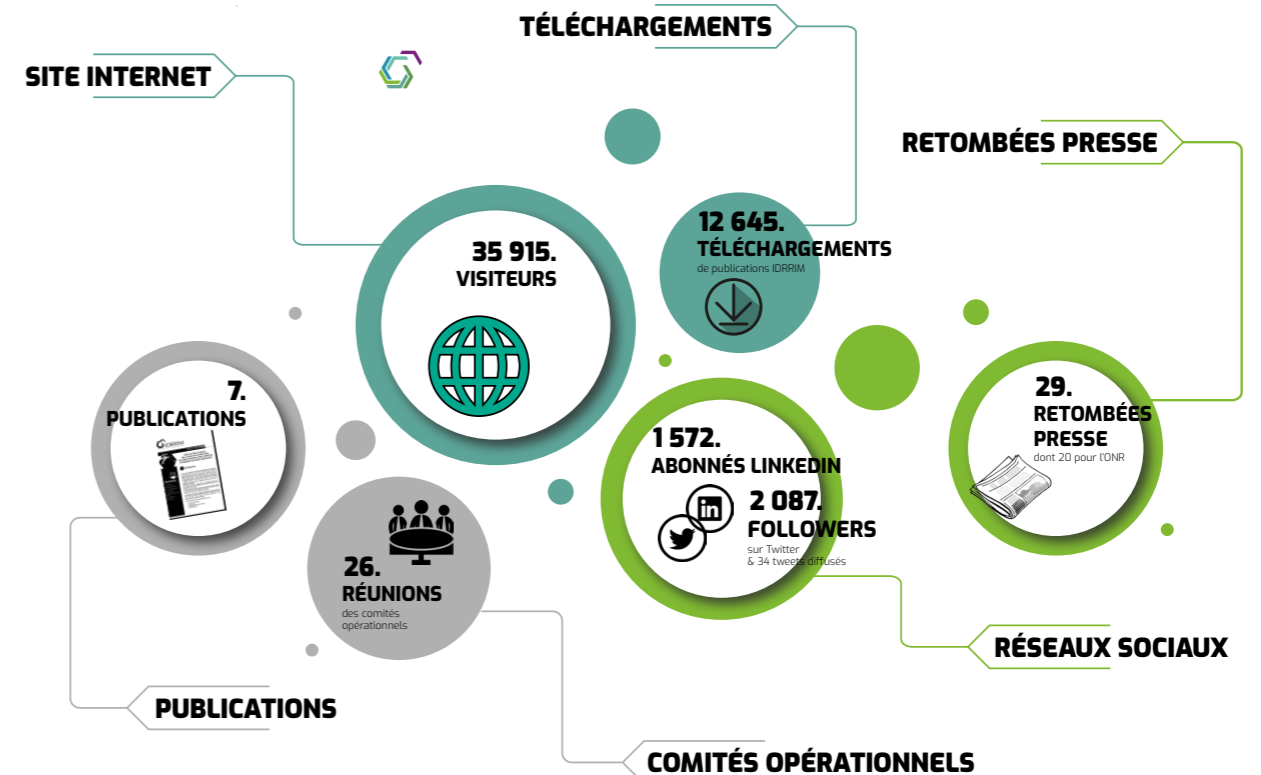 TÉLÉCHARGEMENTS
SITE INTERNET
RETOMBÉES PRESSE
35 915.
VISITEURS
12 645.
TÉLÉCHARGEMENTS
de publications IDRRIM
7.
PUBLICATIONS
26.
RÉUNIONS
des comités
opérationnels
1 572.
ABONNÉS LINKEDIN
in
2 087.
FOLLOWERS
sur Twitter
& 34 tweets diffusés
29.
RETOMBÉES
PRESSE
dont 20 pour l'ONR
RÉSEAUX SOCIAUX
PUBLICATIONS
COMITÉS OPÉRATIONNELS